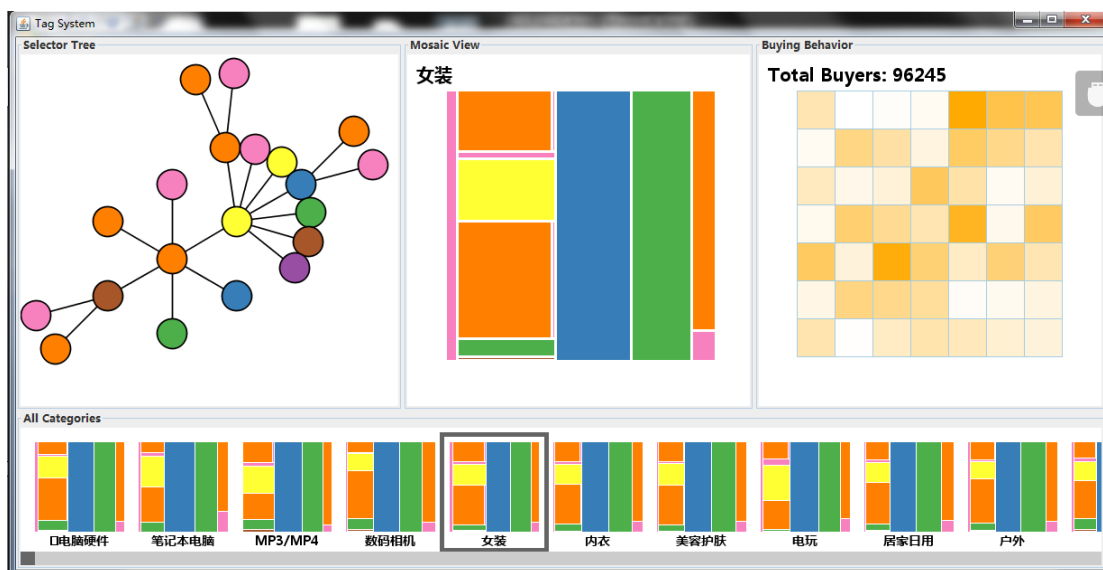 Tag System
Selector Tree
Mosaic View
Buying Behavior
女装
Total Buyers: 96245
All Categories
电脑硬件
笔记本电脑
MP3/MP4
数码相机
女装
内衣
美容护肤
电玩
居家日用
户外